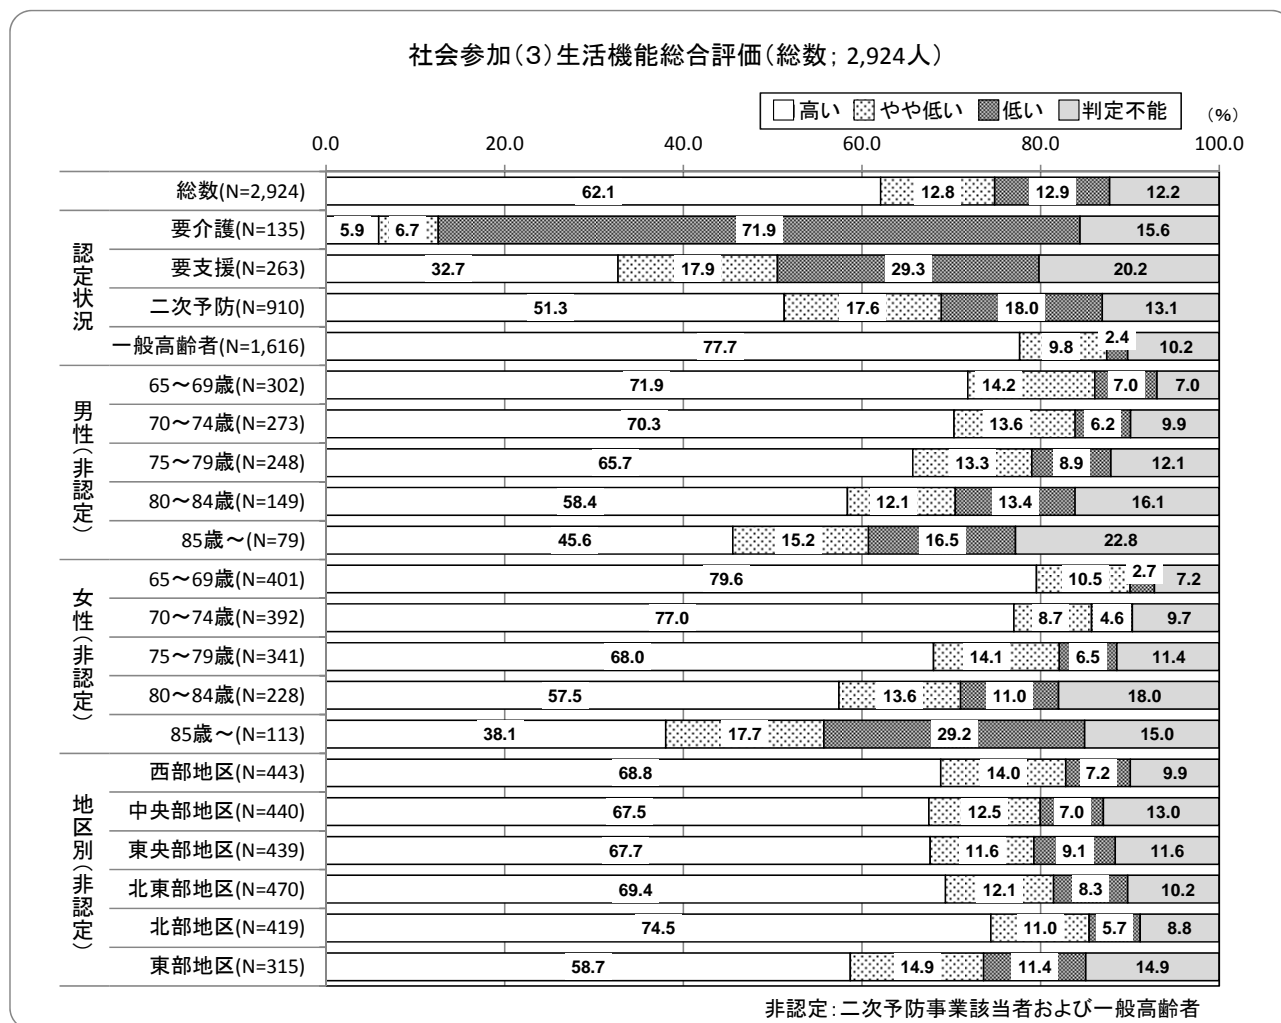 社会参加（３）生活機能総合評価（総数；2,924人）
高い やや低い 低い 判定不能 （%）
0.0 20.0 40.0 60.0 80.0 100.0
総数(N=2,924) 62.1 12.8 12.9 12.2
認定状況
要介護(N=135) 5.9 6.7 71.9 15.6
要支援(N=263) 32.7 17.9 29.3 20.2
二次予防(N=910) 51.3 17.6 18.0 13.1
一般高齢者(N=1,616) 77.7 9.8 2.4 10.2
男性（非認定）
65～69歳(N=302) 71.9 14.2 7.0 7.0
70～74歳(N=273) 70.3 13.6 6.2 9.9
75～79歳(N=248) 65.7 13.3 8.9 12.1
80～84歳(N=149) 58.4 12.1 13.4 16.1
85歳～(N=79) 45.6 15.2 16.5 22.8
女性（非認定）
65～69歳(N=401) 79.6 10.5 2.7 7.2
70～74歳(N=392) 77.0 8.7 4.6 9.7
75～79歳(N=341) 68.0 14.1 6.5 11.4
80～84歳(N=228) 57.5 13.6 11.0 18.0
85歳～(N=113) 38.1 17.7 29.2 15.0
地区別（非認定）
西部地区(N=443) 68.8 14.0 7.2 9.9
中央部地区(N=440) 67.5 12.5 7.0 13.0
東央部地区(N=439) 67.7 11.6 9.1 11.6
北東部地区(N=470) 69.4 12.1 8.3 10.2
北部地区(N=419) 74.5 11.0 5.7 8.8
東部地区(N=315) 58.7 14.9 11.4 14.9
非認定：二次予防事業該当者および一般高齢者